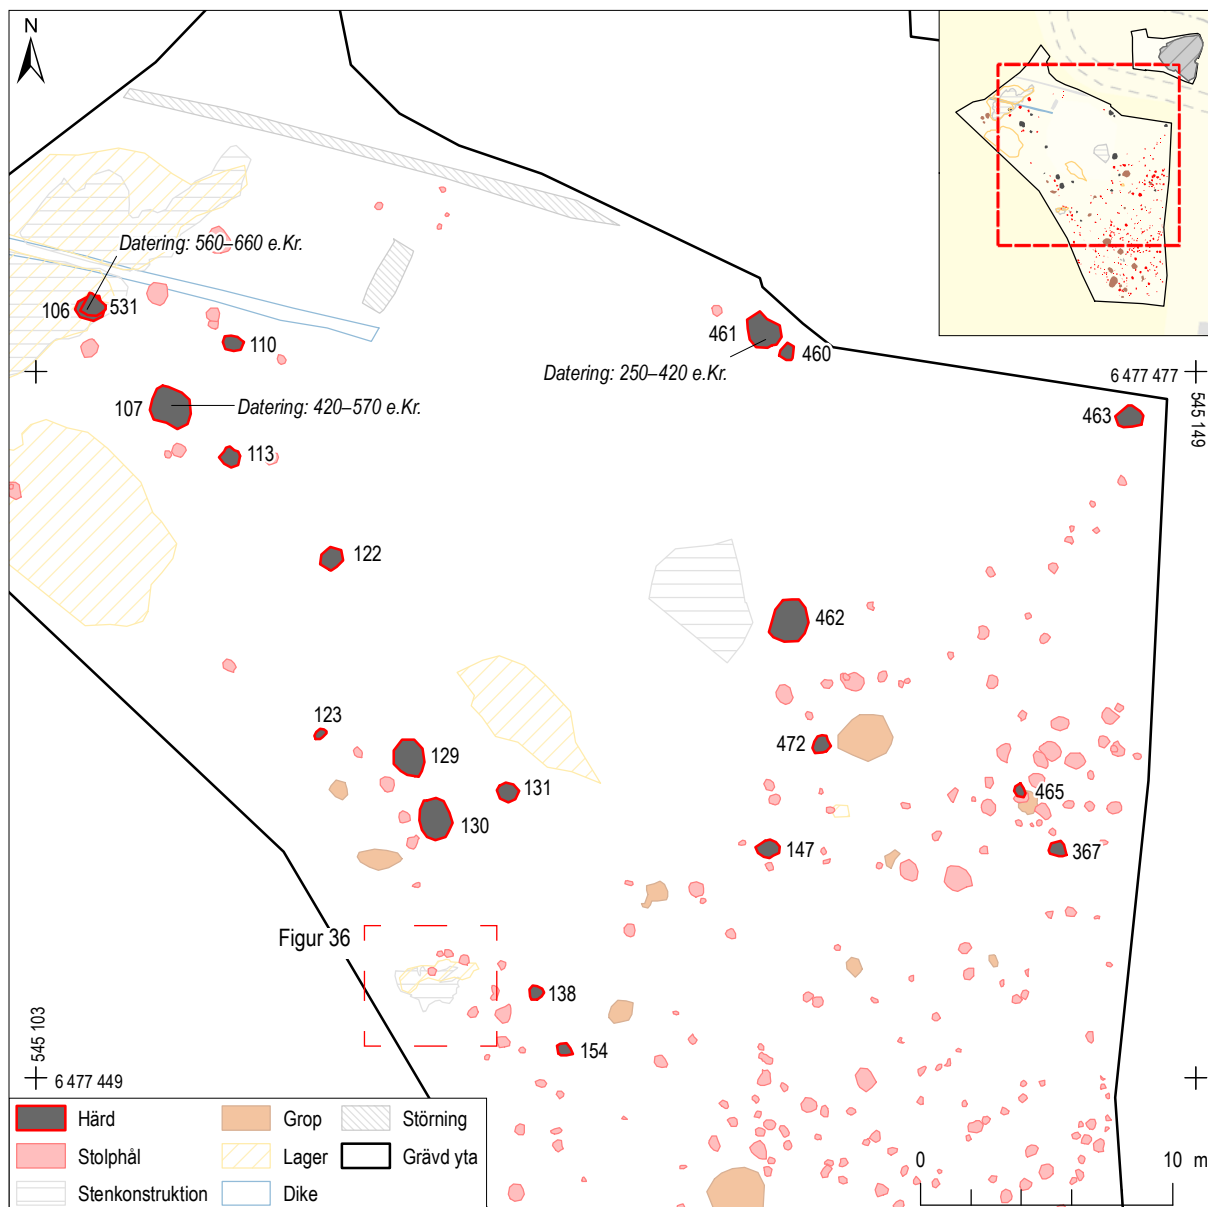 N
Datering: 560–660 e.Kr.
106
531
110
461
460
Datering: 250–420 e.Kr.
6 477 477
545 149
107
Datering: 420–570 e.Kr.
463
113
122
462
123
129
472
131
465
130
147
367
Figur 36
138
545 103
154
6 477 449
Härd
Grop
Störning
Stolphål
Lager
Grävd yta
Stenkonstruktion
Dike
0
10 m